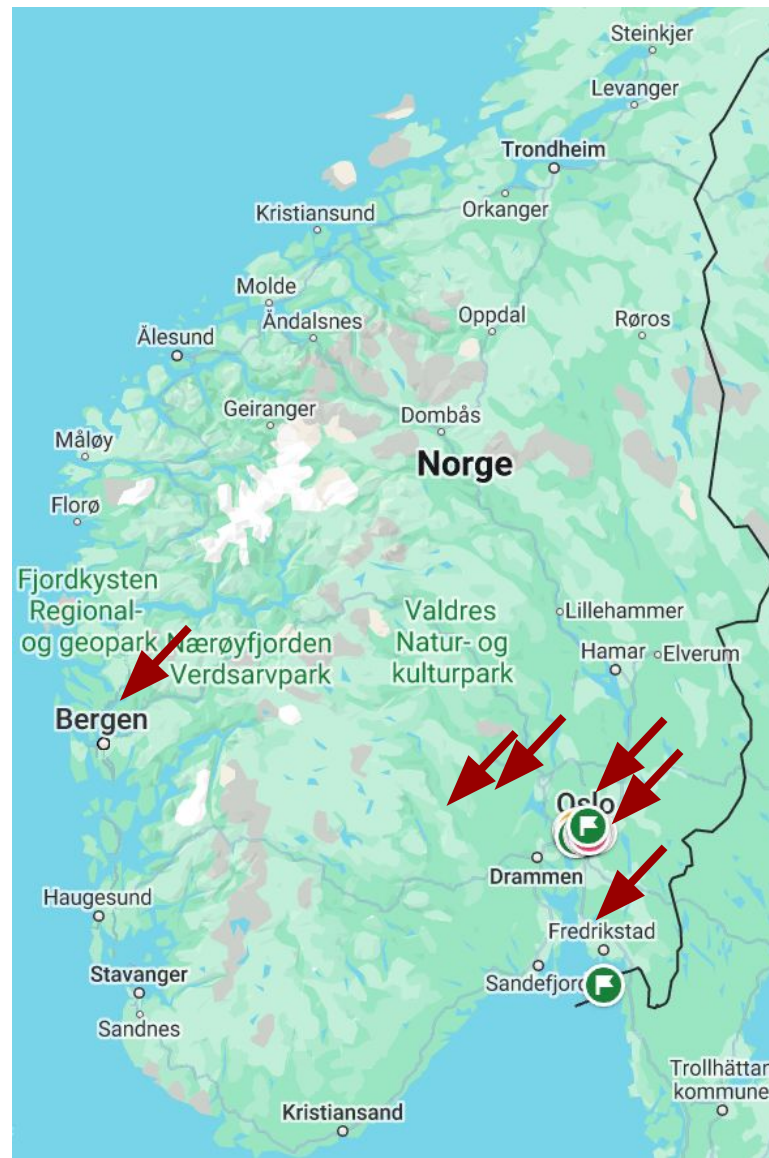 Steinkjer
Levanger
Trondheim
Orkanger
Kristiansund
Molde
Åndalsnes
Oppdal
Røros
Ålesund
Geiranger
Dombås
Måløy
Norge
Florø
Fjordkysten
Regional-
og geopark
Nærøyfjorden
Verdsarvpark
Valdres
Natur- og
kulturpark
Lillehammer
Hamar
Elverum
Bergen
Oslo
Drammen
Haugesund
Fredrikstad
Stavanger
Sandefjord
Sandnes
Trollhättan
kommune
Kristiansand